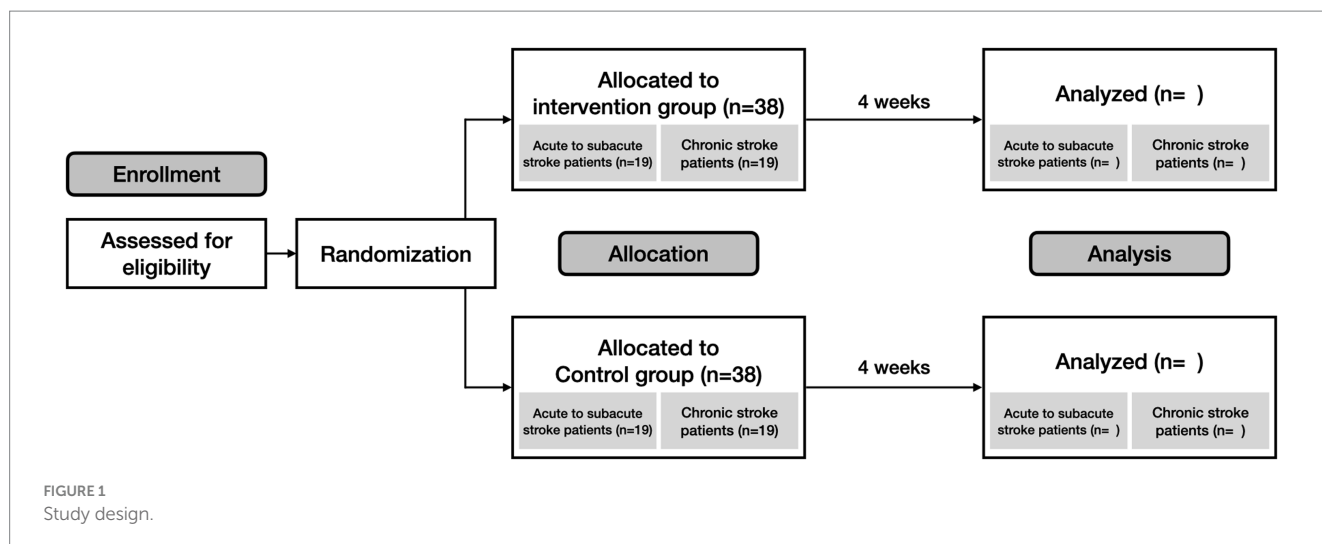 Enrollment
Assessed for
eligibility
Randomization
Allocated to
intervention group (n=38)
Acute to subacute
stroke patients (n=19)
Chronic stroke
patients (n=19)
4 weeks
Analyzed (n= )
Acute to subacute
stroke patients (n= )
Chronic stroke
patients (n= )
Allocation
Analysis
Allocated to
Control group (n=38)
Acute to subacute
stroke patients (n=19)
Chronic stroke
patients (n=19)
4 weeks
Analyzed (n= )
Acute to subacute
stroke patients (n= )
Chronic stroke
patients (n= )
FIGURE 1
Study design.